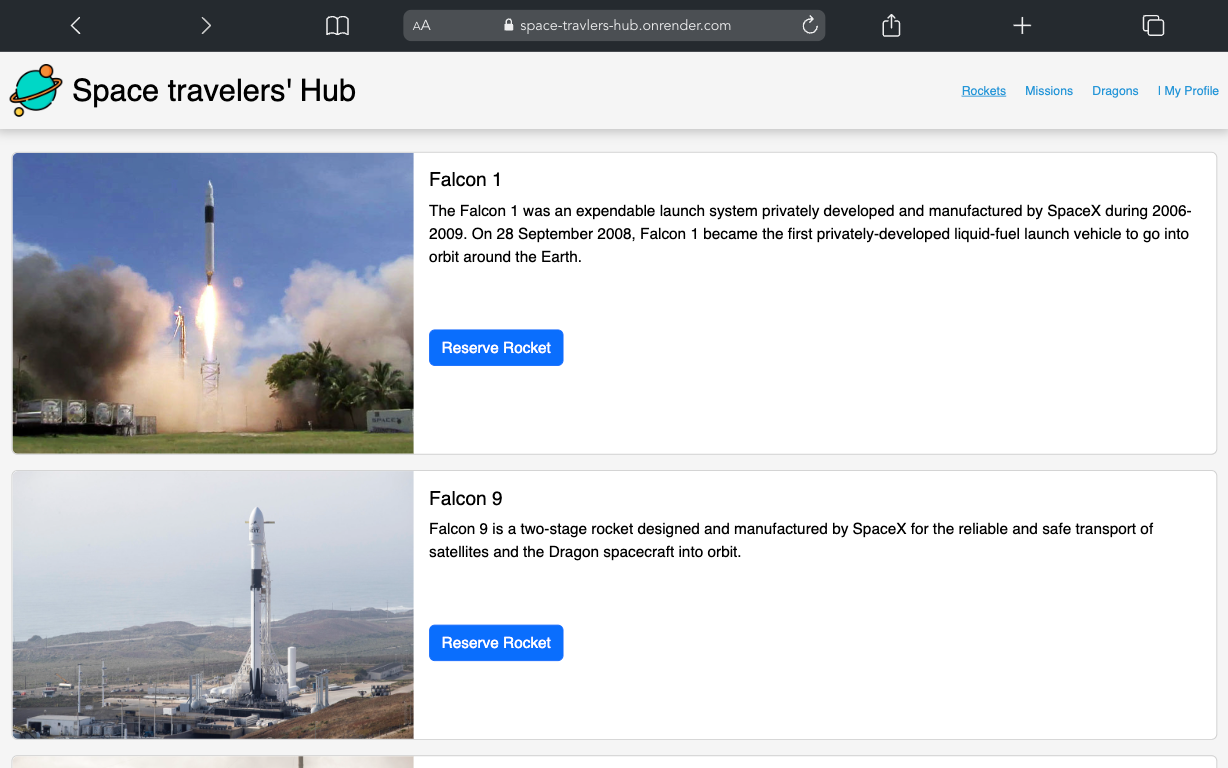 AA
space-travlers-hub.onrender.com
Space travelers' Hub
Rockets
Missions
Dragons
| My Profile
Falcon 1
The Falcon 1 was an expendable launch system privately developed and manufactured by SpaceX during 2006-
2009. On 28 September 2008, Falcon 1 became the first privately-developed liquid-fuel launch vehicle to go into
orbit around the Earth.
SPACEX
Reserve Rocket
Falcon 9
Falcon 9 is a two-stage rocket designed and manufactured by SpaceX for the reliable and safe transport of
satellites and the Dragon spacecraft into orbit.
Reserve Rocket